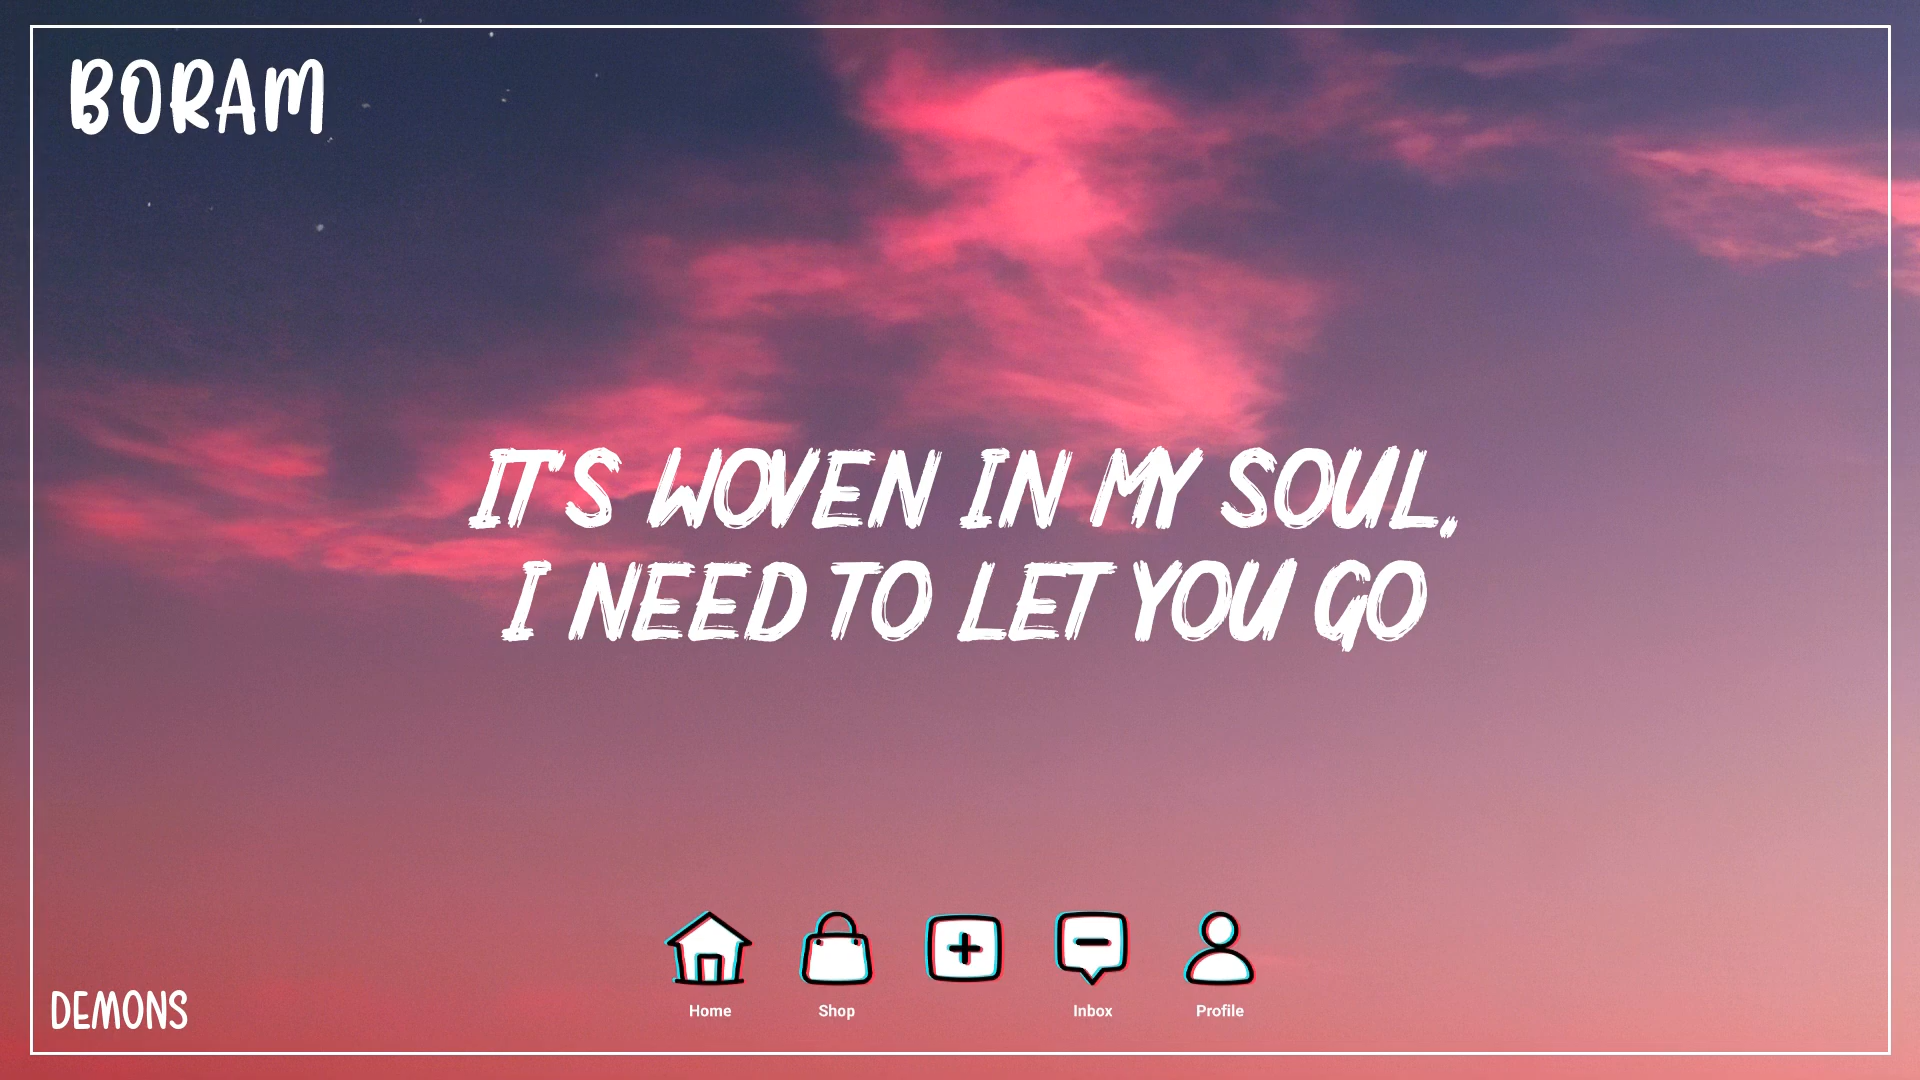 BORAM
IT'S WOVEN IN MY SOUL,
I NEED TO LET YOU GO
Home
Shop
Inbox
Profile
DEMONS